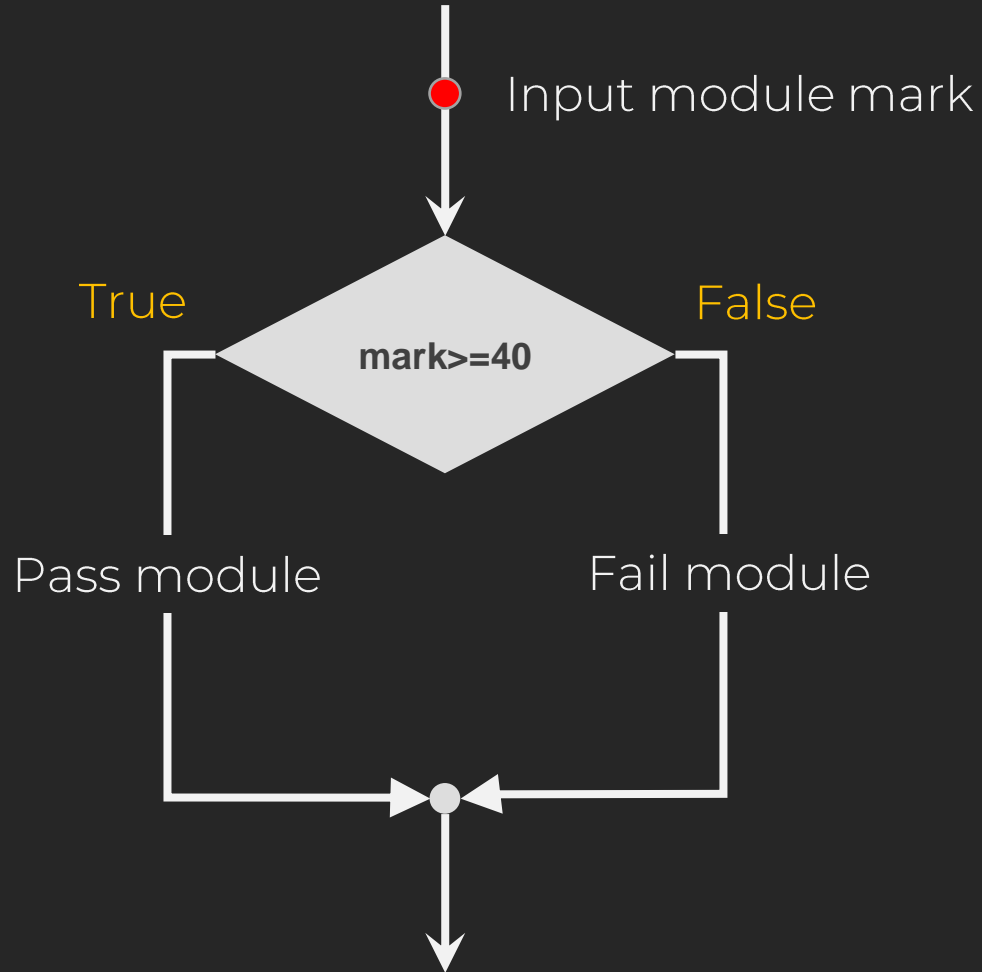 Input module mark
True
False
mark>=40
Pass module
Fail module